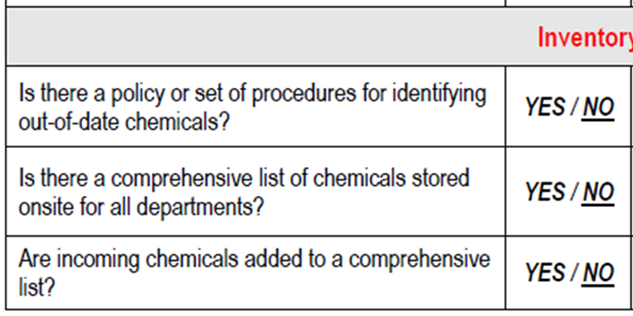 Inventory
Is there a policy or set of procedures for identifying
out-of-date chemicals?
YES / NO
Is there a comprehensive list of chemicals stored
onsite for all departments?
YES / NO
Are incoming chemicals added to a comprehensive
list?
YES / NO